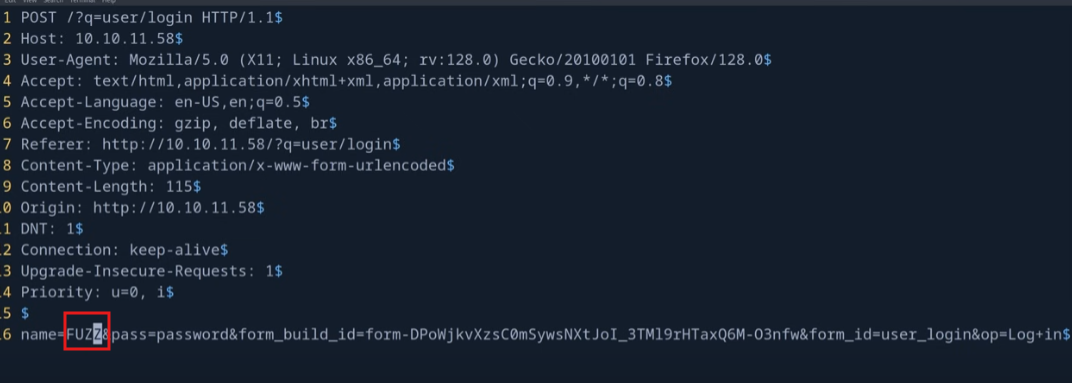 Edit View Search Terminal Help
1 POST /?q=user/login HTTP/1.1$
2 Host: 10.10.11.58$
3 User-Agent: Mozilla/5.0 (X11; Linux x86_64; rv:128.0) Gecko/20100101 Firefox/128.0$
4 Accept: text/html,application/xhtml+xml,application/xml;q=0.9,*/*;q=0.8$
5 Accept-Language: en-US,en;q=0.5$
6 Accept-Encoding: gzip, deflate, br$
7 Referer: http://10.10.11.58/?q=user/login$
8 Content-Type: application/x-www-form-urlencoded$
9 Content-Length: 115$
0 Origin: http://10.10.11.58$
1 DNT: 1$
2 Connection: keep-alive$
3 Upgrade-Insecure-Requests: 1$
4 Priority: u=0, i$
5 $
6 name=FUZZ&pass=password&form_build_id=form-DPoWjkvXzsC0mSywsNXtJoI_3TMl9rHTaxQ6M-O3nfw&form_id=user_login&op=Log+in$